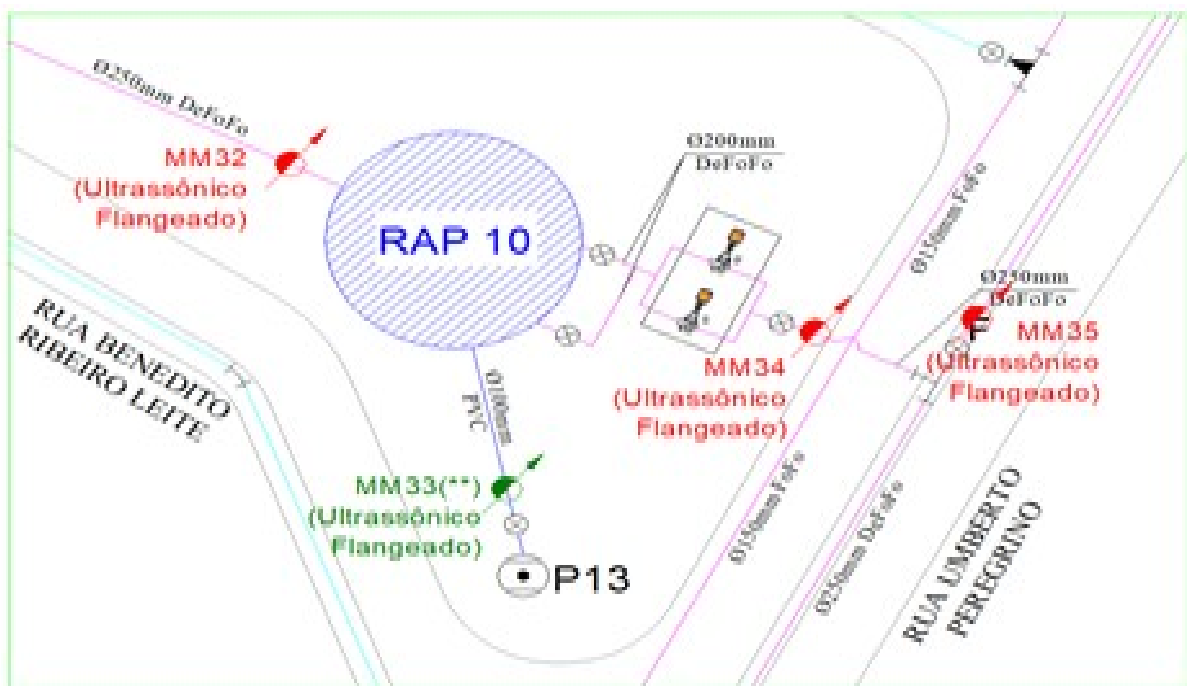 Ø250mm DeFoFo
MM32
(Ultrassônico
Flangeado)
RAP 10
Ø200mm
DeFoFo
Ø150mm FoFo
Ø250mm
DeFoFo
MM35
(Ultrassônico
Flangeado)
MM34
(Ultrassônico
Flangeado)
RUA BENEDITO
RIBEIRO LEITE
Ø100mm
PVC
MM33(**)
(Ultrassônico
Flangeado)
P13
Ø150mm FoFo
Ø250mm DeFoFo
RUA UMBERTO
PEREGRINO